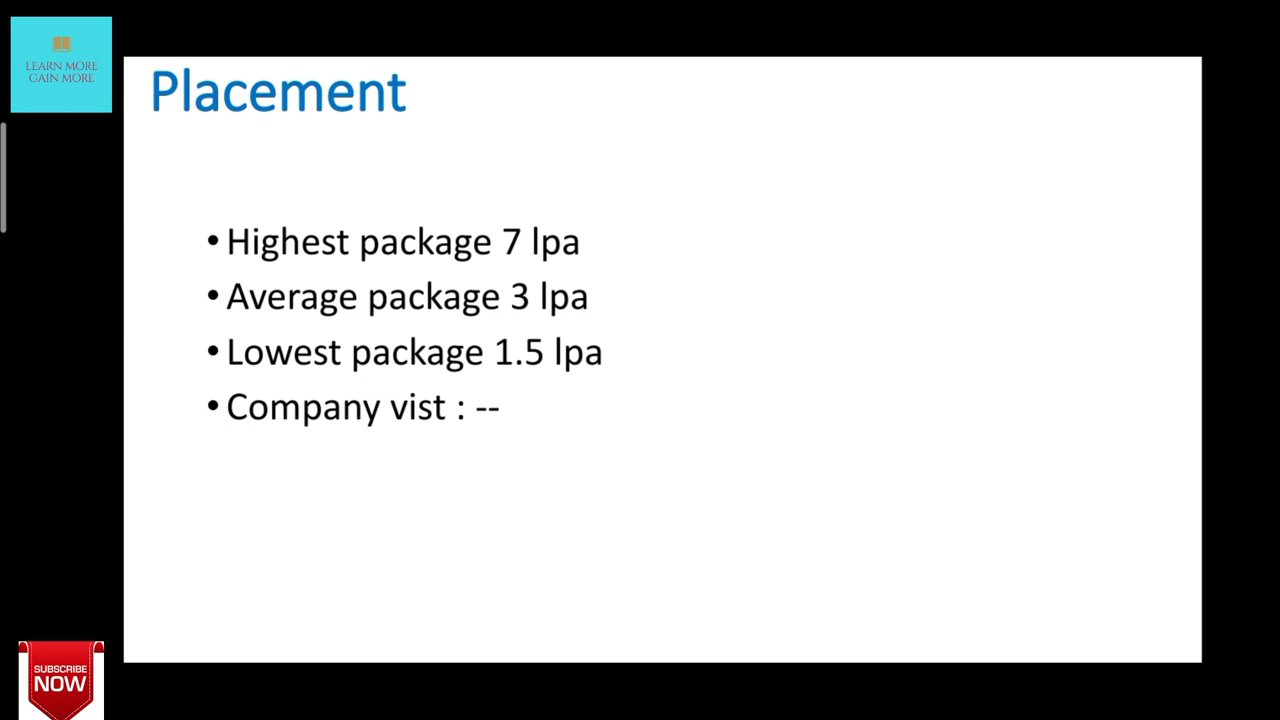 LEARN MORE
GAIN MORE
Placement
• Highest package 7 lpa
• Average package 3 lpa
• Lowest package 1.5 lpa
• Company vist : --
SUBSCRIBE
NOW